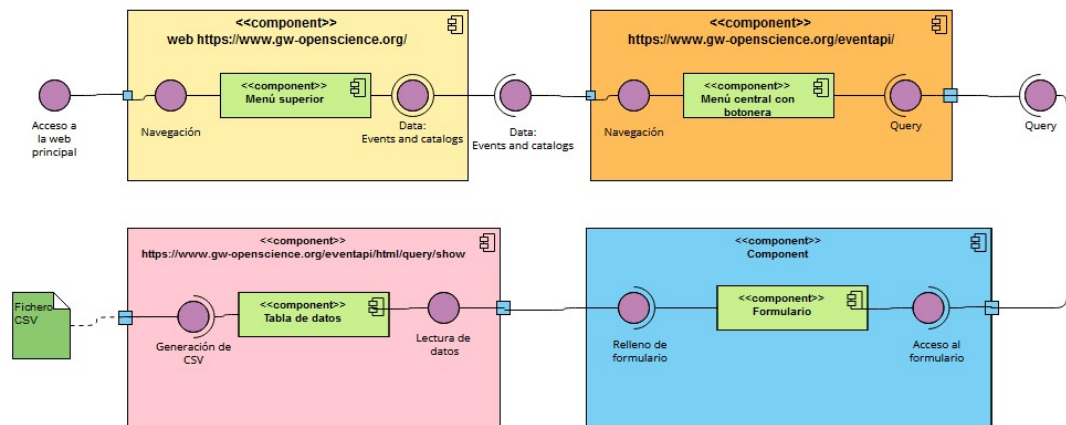 <<component>>
web https://www.gw-openscience.org/
<<component>>
Menú superior
Acceso a
la web
principal
Navegación
Data:
Events and catalogs
Data:
Events and catalogs
<<component>>
https://www.gw-openscience.org/eventapi/
<<component>>
Menú central con
botonera
Navegación
Query
Query
<<component>>
https://www.gw-openscience.org/eventapi/html/query/show
Fichero
CSV
<<component>>
Tabla de datos
Generación de
CSV
Lectura de
datos
<<component>>
Component
<<component>>
Formulario
Relleno de
formulario
Acceso al
formulario